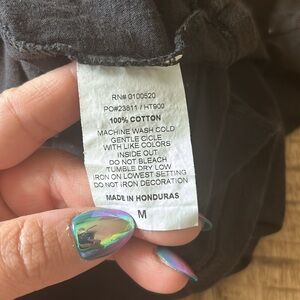 RN# 0100520
PO#23811 / HT900
100% COTTON
MACHINE WASH COLD
GENTLE CICLE
WITH LIKE COLORS
INSIDE OUT
DO NOT BLEACH
TUMBLE DRY LOW
IRON ON LOWEST SETTING
DO NOT IRON DECORATION
MADE IN HONDURAS
M